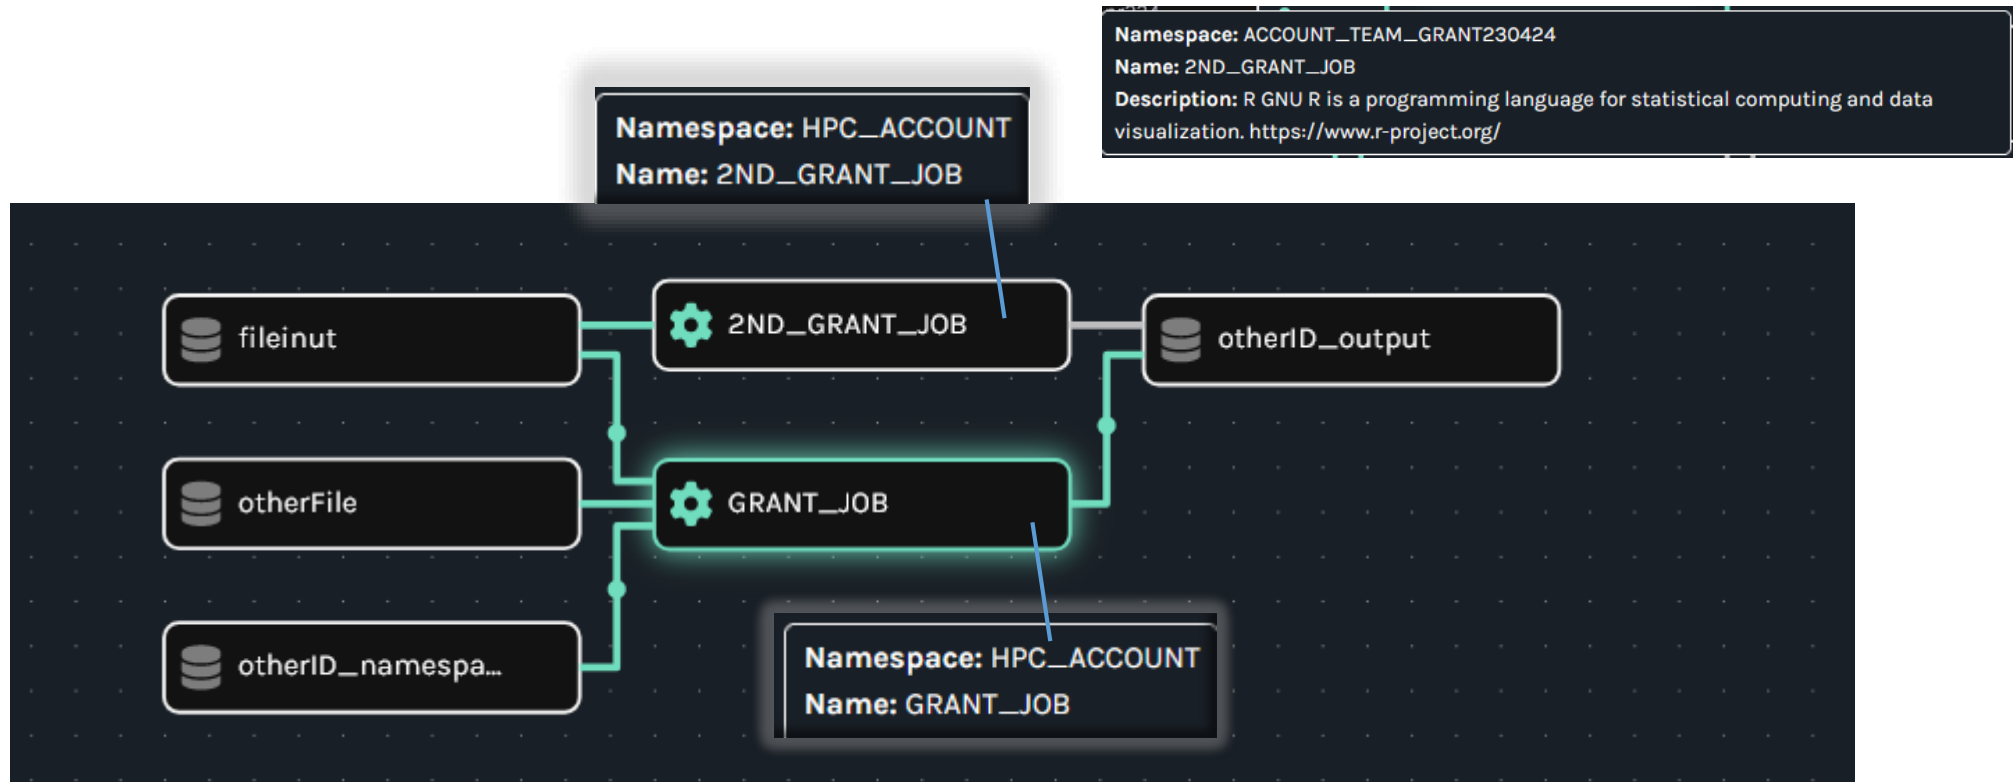 Namespace: ACCOUNT_TEAM_GRANT230424
Name: 2ND_GRANT_JOB
Description: R GNU R is a programming language for statistical computing and data
visualization. https://www.r-project.org/
Namespace: HPC_ACCOUNT
Name: 2ND_GRANT_JOB
fileinut
2ND_GRANT_JOB
otherID_output
otherFile
GRANT_JOB
otherID_namespa...
Namespace: HPC_ACCOUNT
Name: GRANT_JOB